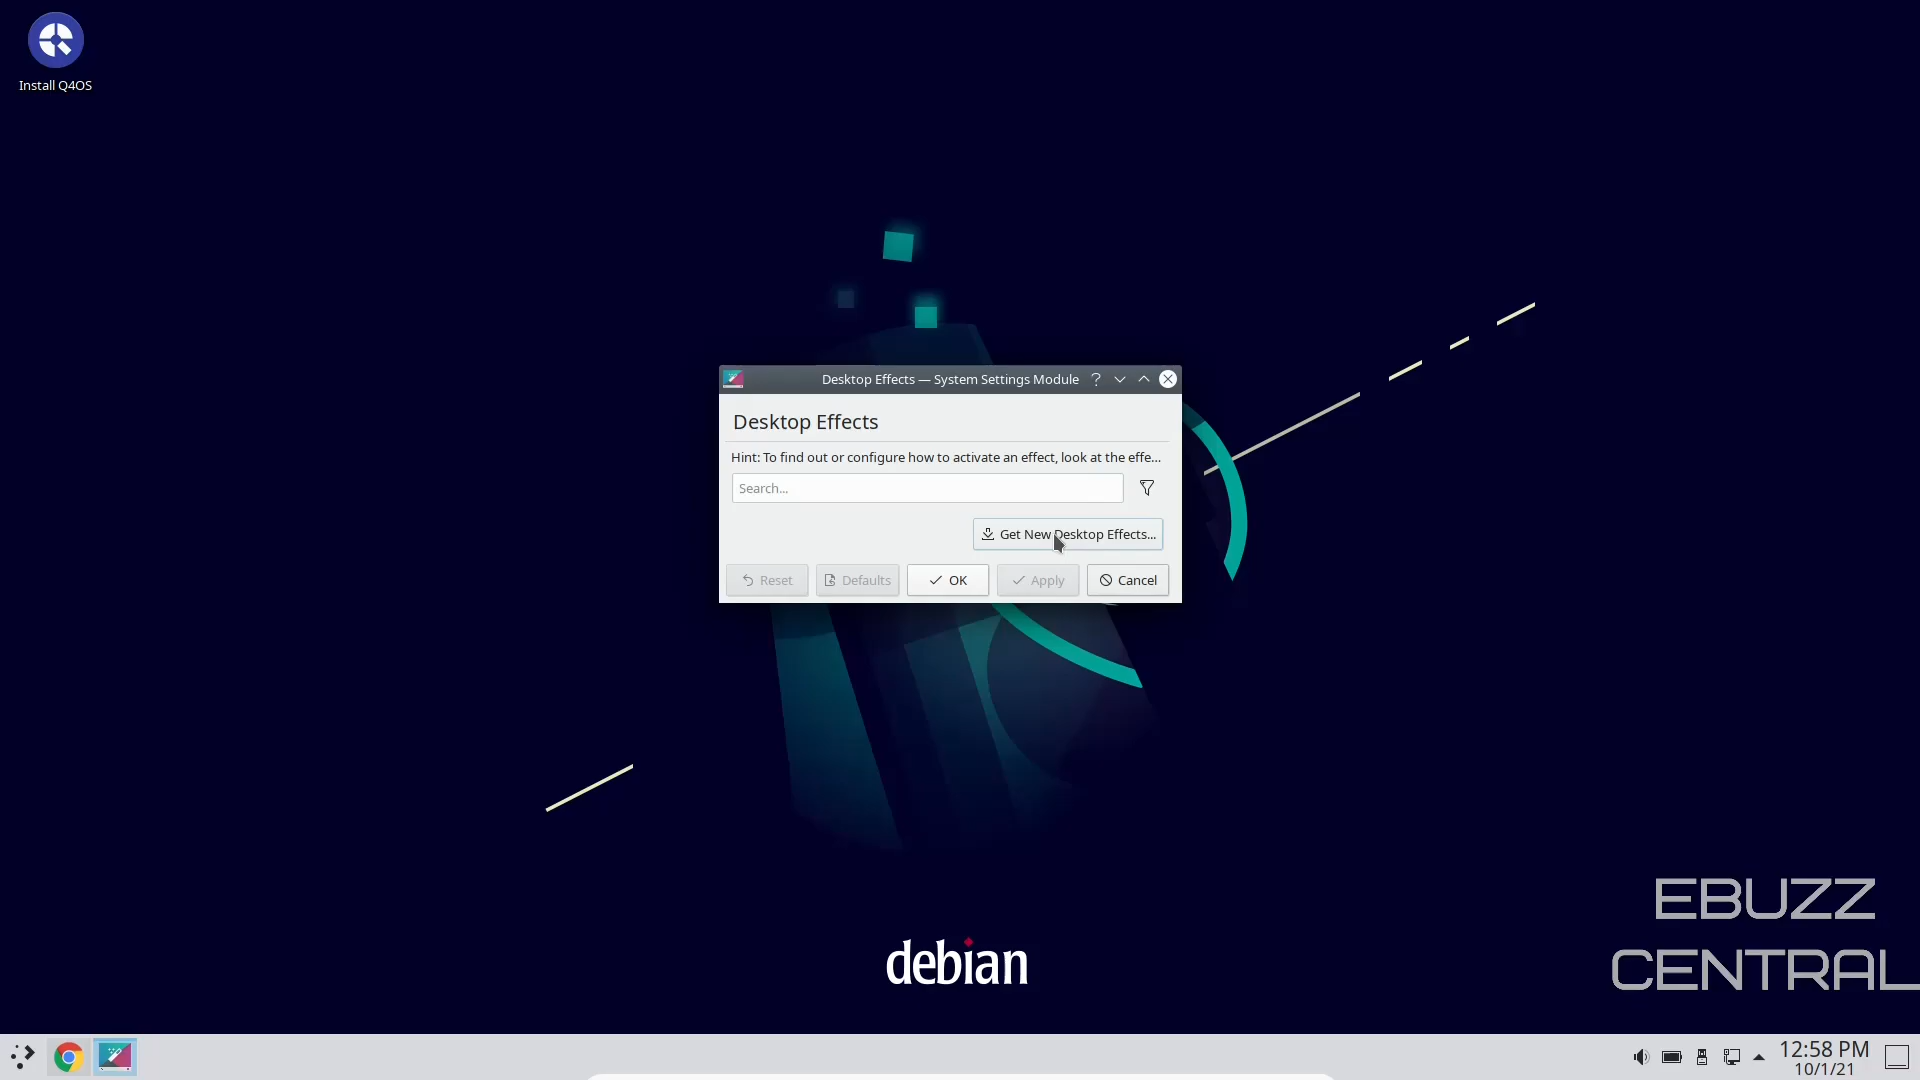 Install Q4OS
Desktop Effects — System Settings Module
Desktop Effects
Hint: To find out or configure how to activate an effect, look at the effe...
Search...
Get New Desktop Effects...
Reset
Defaults
OK
Apply
Cancel
debian
EBUZZ
CENTRAL
12:58 PM
10/1/21